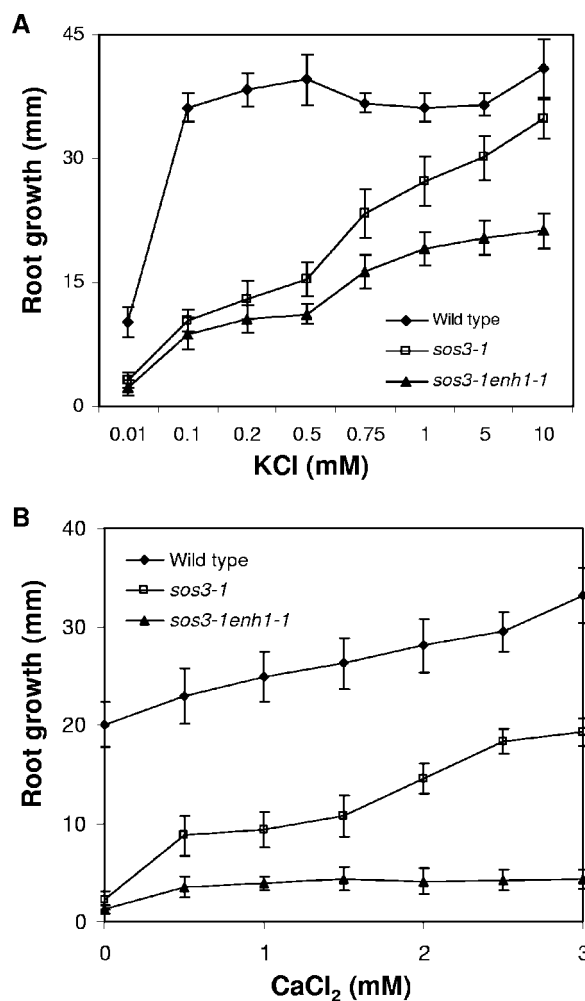 A
Root growth (mm)
45
30
15
0
Wild type
sos3-1
sos3-1enh1-1
0.01 0.1 0.2 0.5 0.75 1 5 10
KCl (mM)
B
Root growth (mm)
40
30
20
10
0
Wild type
sos3-1
sos3-1enh1-1
0 1 2 3
CaCl₂ (mM)